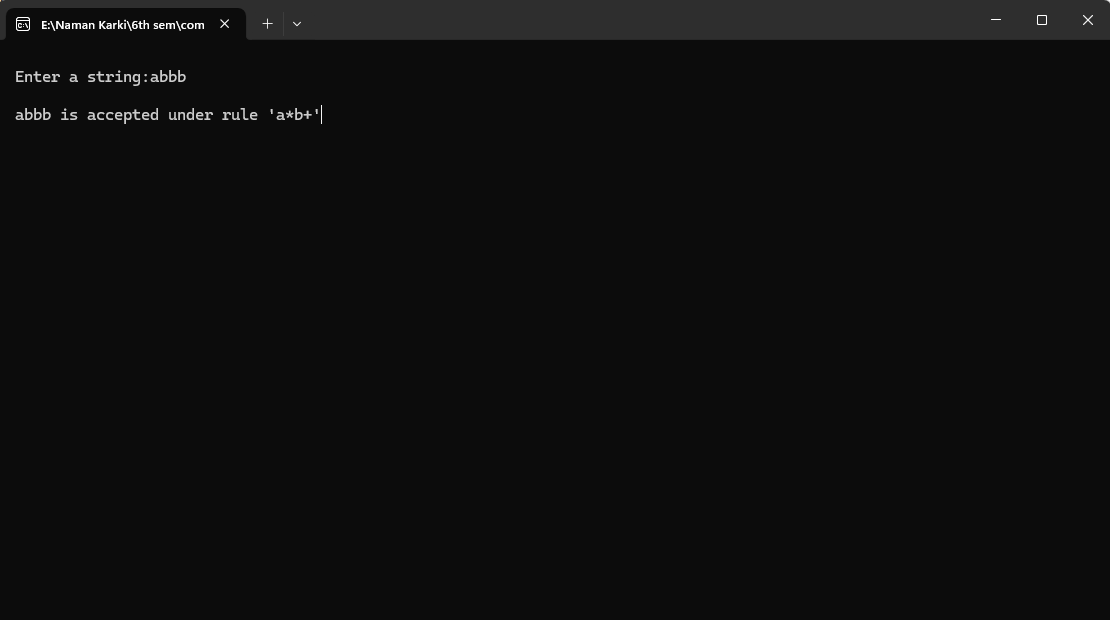 E:\Naman Karki\6th sem\com
Enter a string:abbb
abbb is accepted under rule 'a*b+'